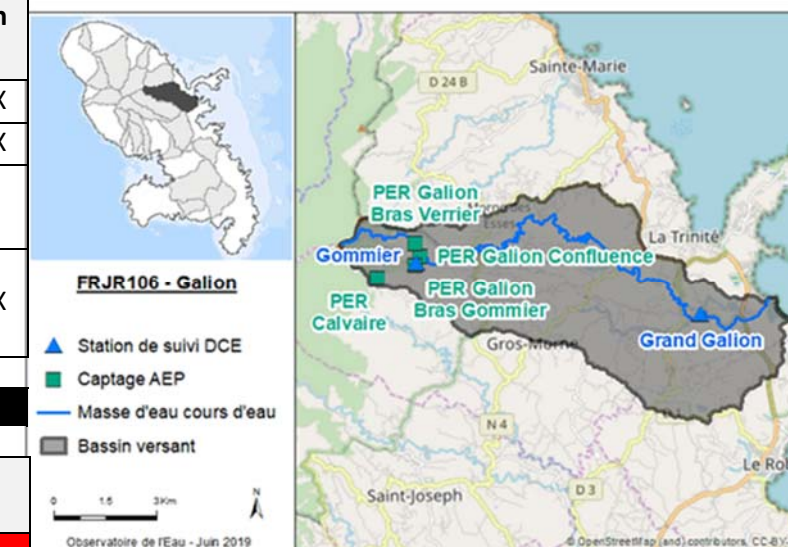 n
X
X
X
FRJR106 - Galion
Station de suivi DCE
Captage AEP
Masse d'eau cours d'eau
Bassin versant
0 1.5 3Km
N
Observatoire de l'Eau - Juin 2019
D 24 B
Sainte-Marie
PER Galion
Bras Verrier
Gommier
PER Galion Confluence
La Trinité
PER
Calvaire
PER Galion
Bras Gommier
Gros-Morne
Grand Galion
N 4
Le Rob
Saint-Joseph
D 3
© OpenStreetMap (and) contributors, CC-BY-